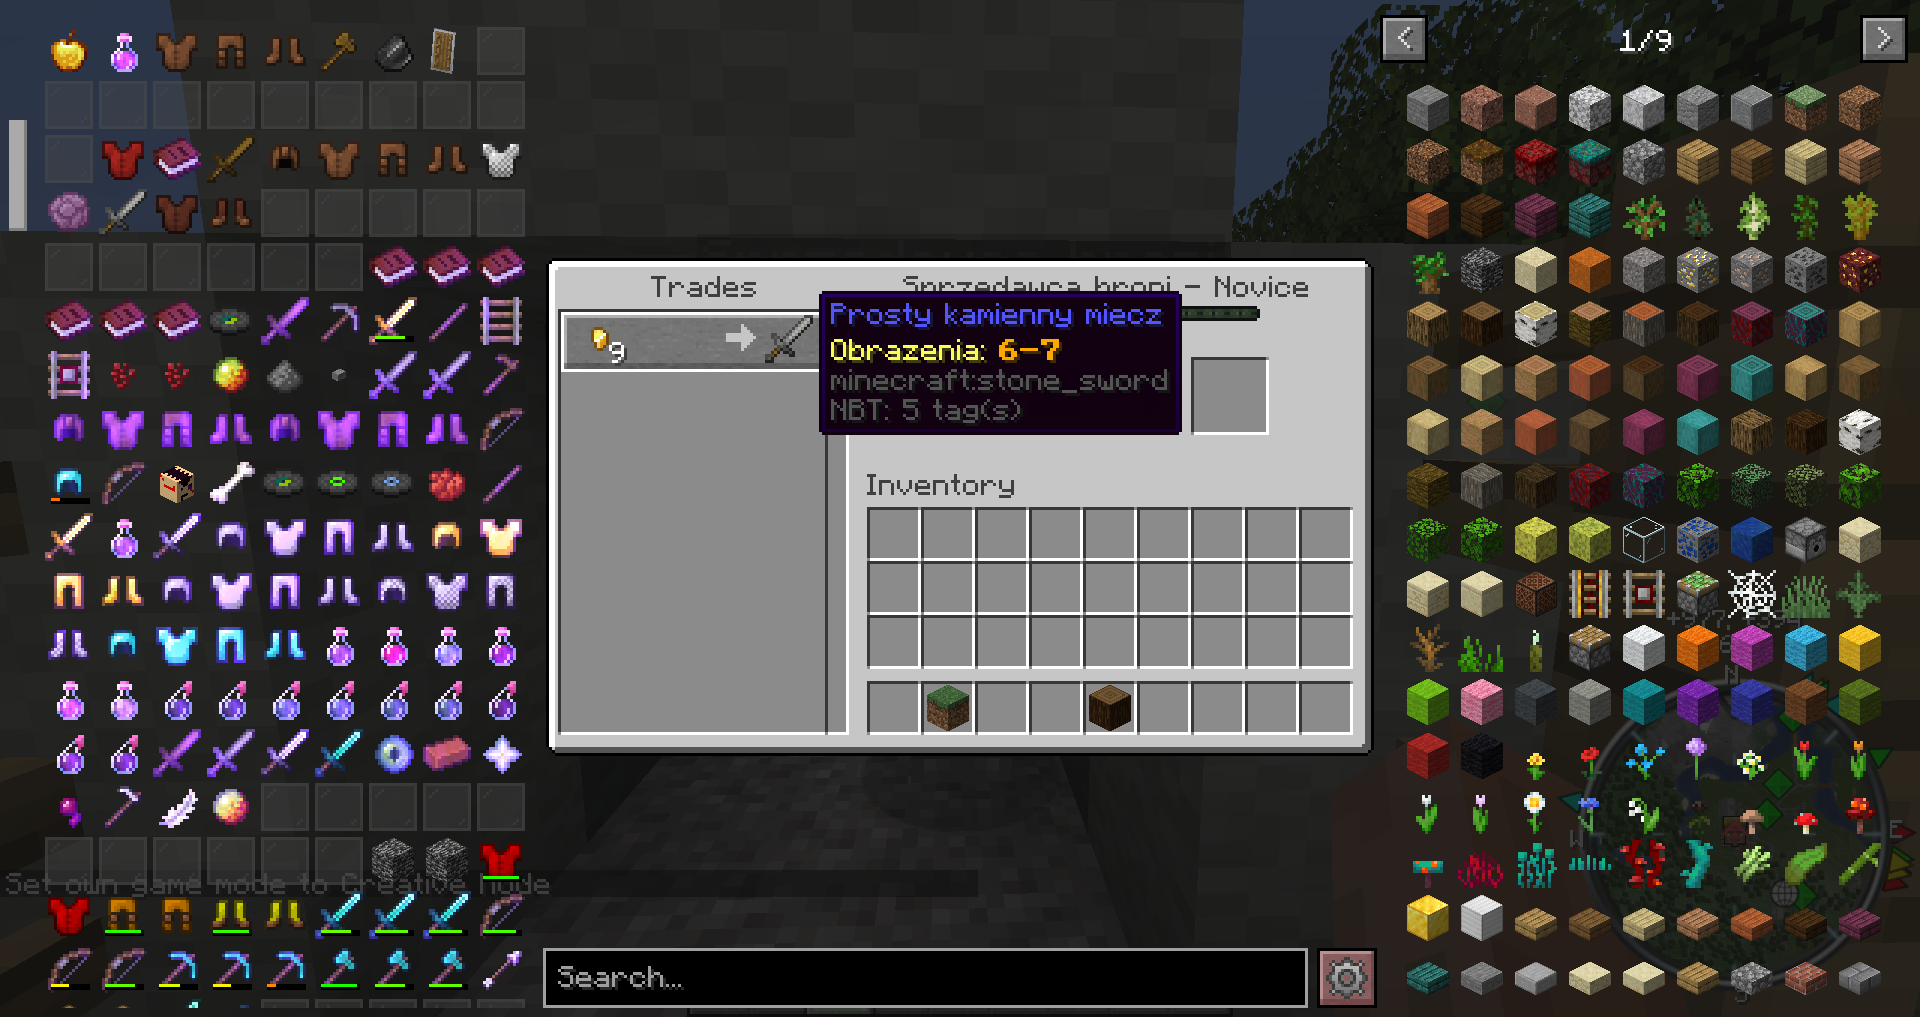 1/9
Trades
Sprzedawca broni - Novice
Prosty kamienny miecz
9
Obrażenia: 6-7
minecraft:stone_sword
NBT: 5 tag(s)
Inventory
N
W
E
Set own game mode to Creative Mode
Search...